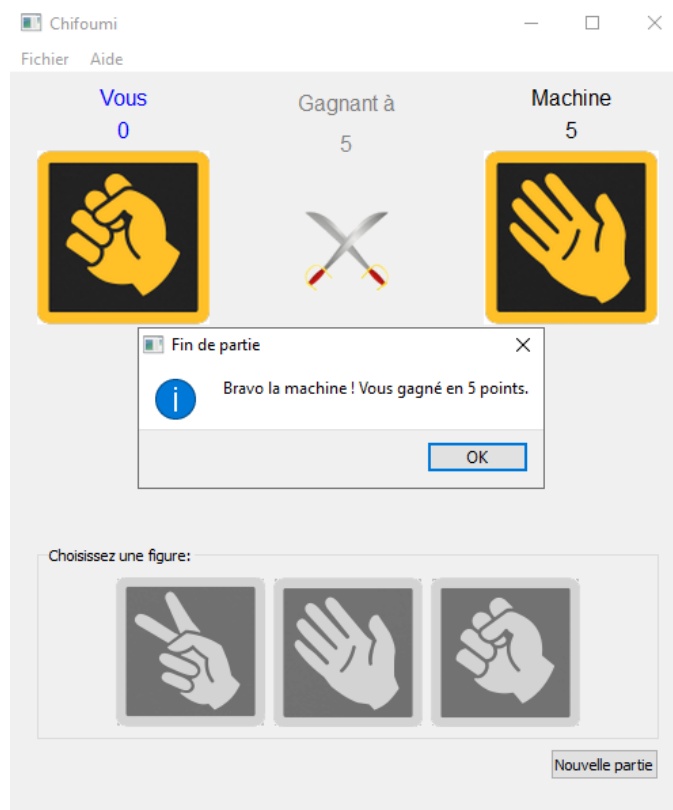 Chifoumi
Fichier Aide
Vous
Gagnant à
Machine
0
5
5
Fin de partie
Bravo la machine ! Vous gagné en 5 points.
OK
Choisissez une figure:
Nouvelle partie